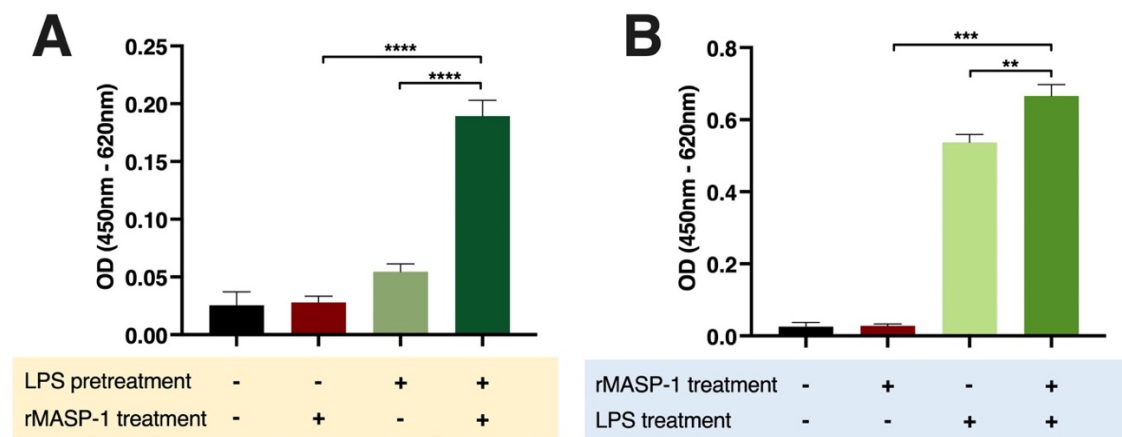 A
OD (450nm - 620nm)
0.25
0.20
0.15
0.10
0.05
0.00
****
****
LPS pretreatment - - + +
rMASP-1 treatment - + - +
B
OD (450nm - 620nm)
0.8
0.6
0.4
0.2
0.0
***
**
rMASP-1 treatment - + - +
LPS treatment - - + +